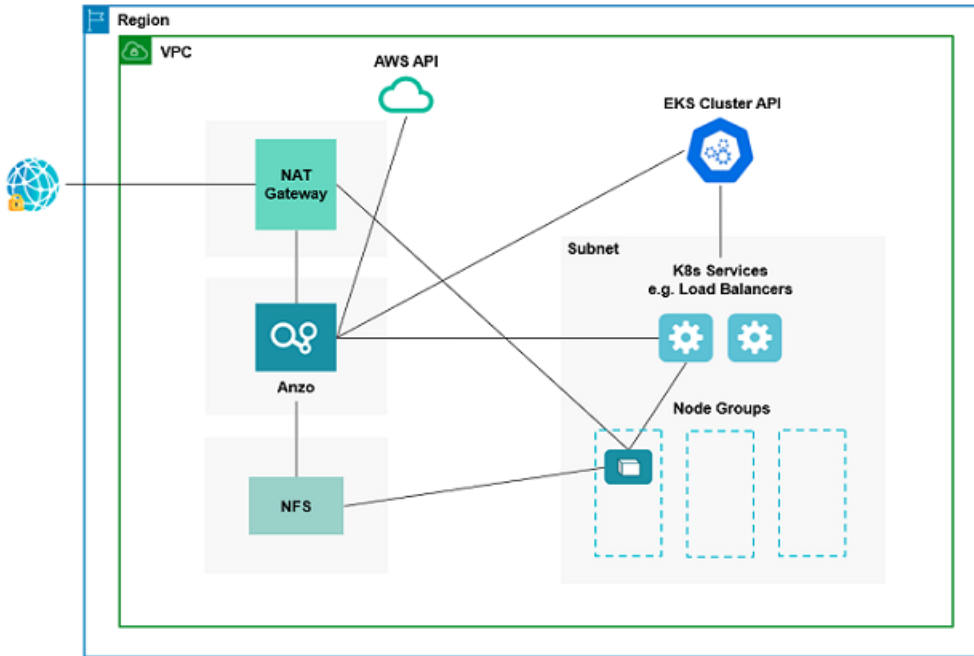 Region
VPC
AWS API
EKS Cluster API
NAT
Gateway
Subnet
K8s Services
e.g. Load Balancers
Anzo
Node Groups
NFS